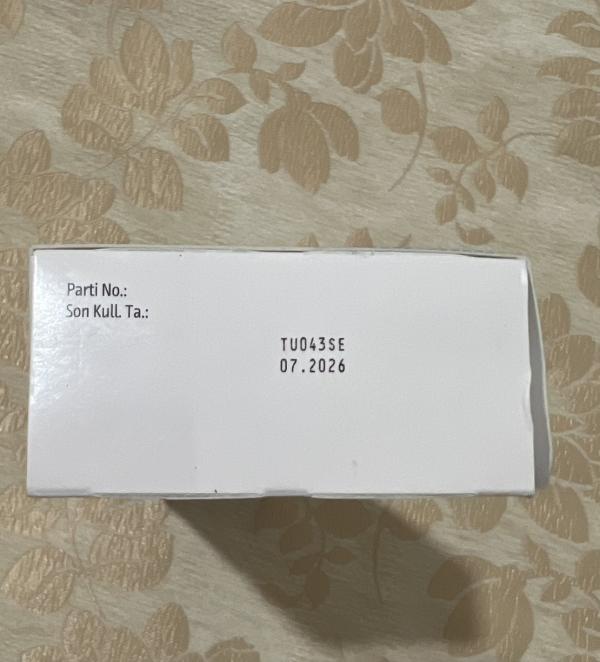 Parti No.:
Son Kull. Ta.:
TU043SE
07.2026